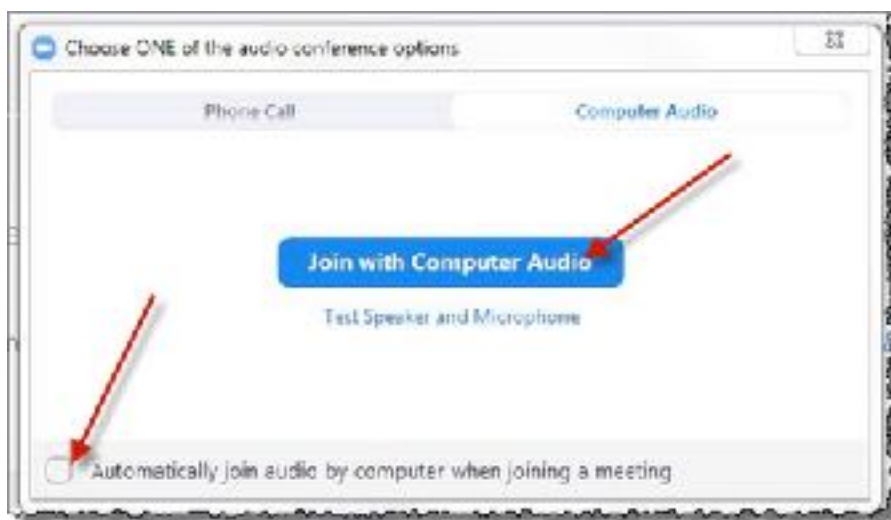 Choose ONE of the audio conference options
Phone Call
Computer Audio
Join with Computer Audio
Test Speaker and Microphone
Automatically join audio by computer when joining a meeting